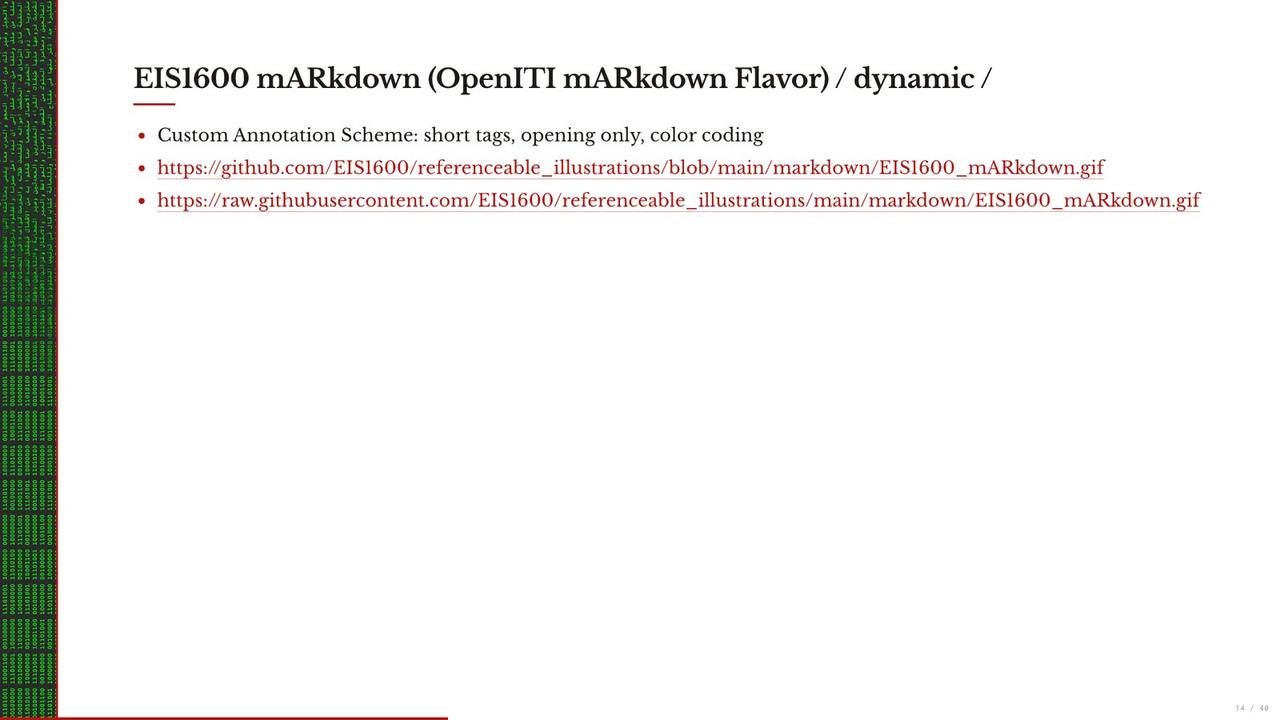 EIS1600 mARkdown (OpenITI mARkdown Flavor) / dynamic /
Custom Annotation Scheme: short tags, opening only, color coding
https://github.com/EIS1600/referenceable_illustrations/blob/main/markdown/EIS1600_mARkdown.gif
https://raw.githubusercontent.com/EIS1600/referenceable_illustrations/main/markdown/EIS1600_mARkdown.gif
14 / 40